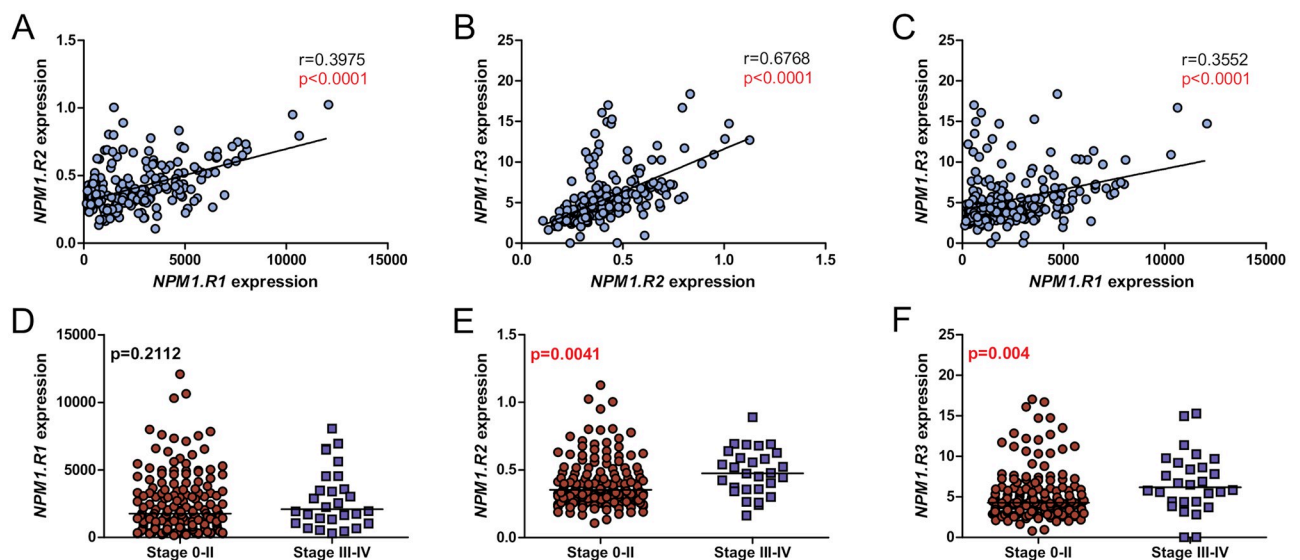 A
1.5
1.0
0.5
0.0
NPM1.R2 expression
r=0.3975
p<0.0001
0
5000
10000
15000
NPM1.R1 expression
B
25
20
15
10
5
0
NPM1.R3 expression
r=0.6768
p<0.0001
0.0
0.5
1.0
1.5
NPM1.R2 expression
C
25
20
15
10
5
0
NPM1.R3 expression
r=0.3552
p<0.0001
0
5000
10000
15000
NPM1.R1 expression
D
15000
10000
5000
0
NPM1.R1 expression
p=0.2112
Stage 0-II
Stage III-IV
E
1.5
1.0
0.5
0.0
NPM1.R2 expression
p=0.0041
Stage 0-II
Stage III-IV
F
25
20
15
10
5
0
NPM1.R3 expression
p=0.004
Stage 0-II
Stage III-IV